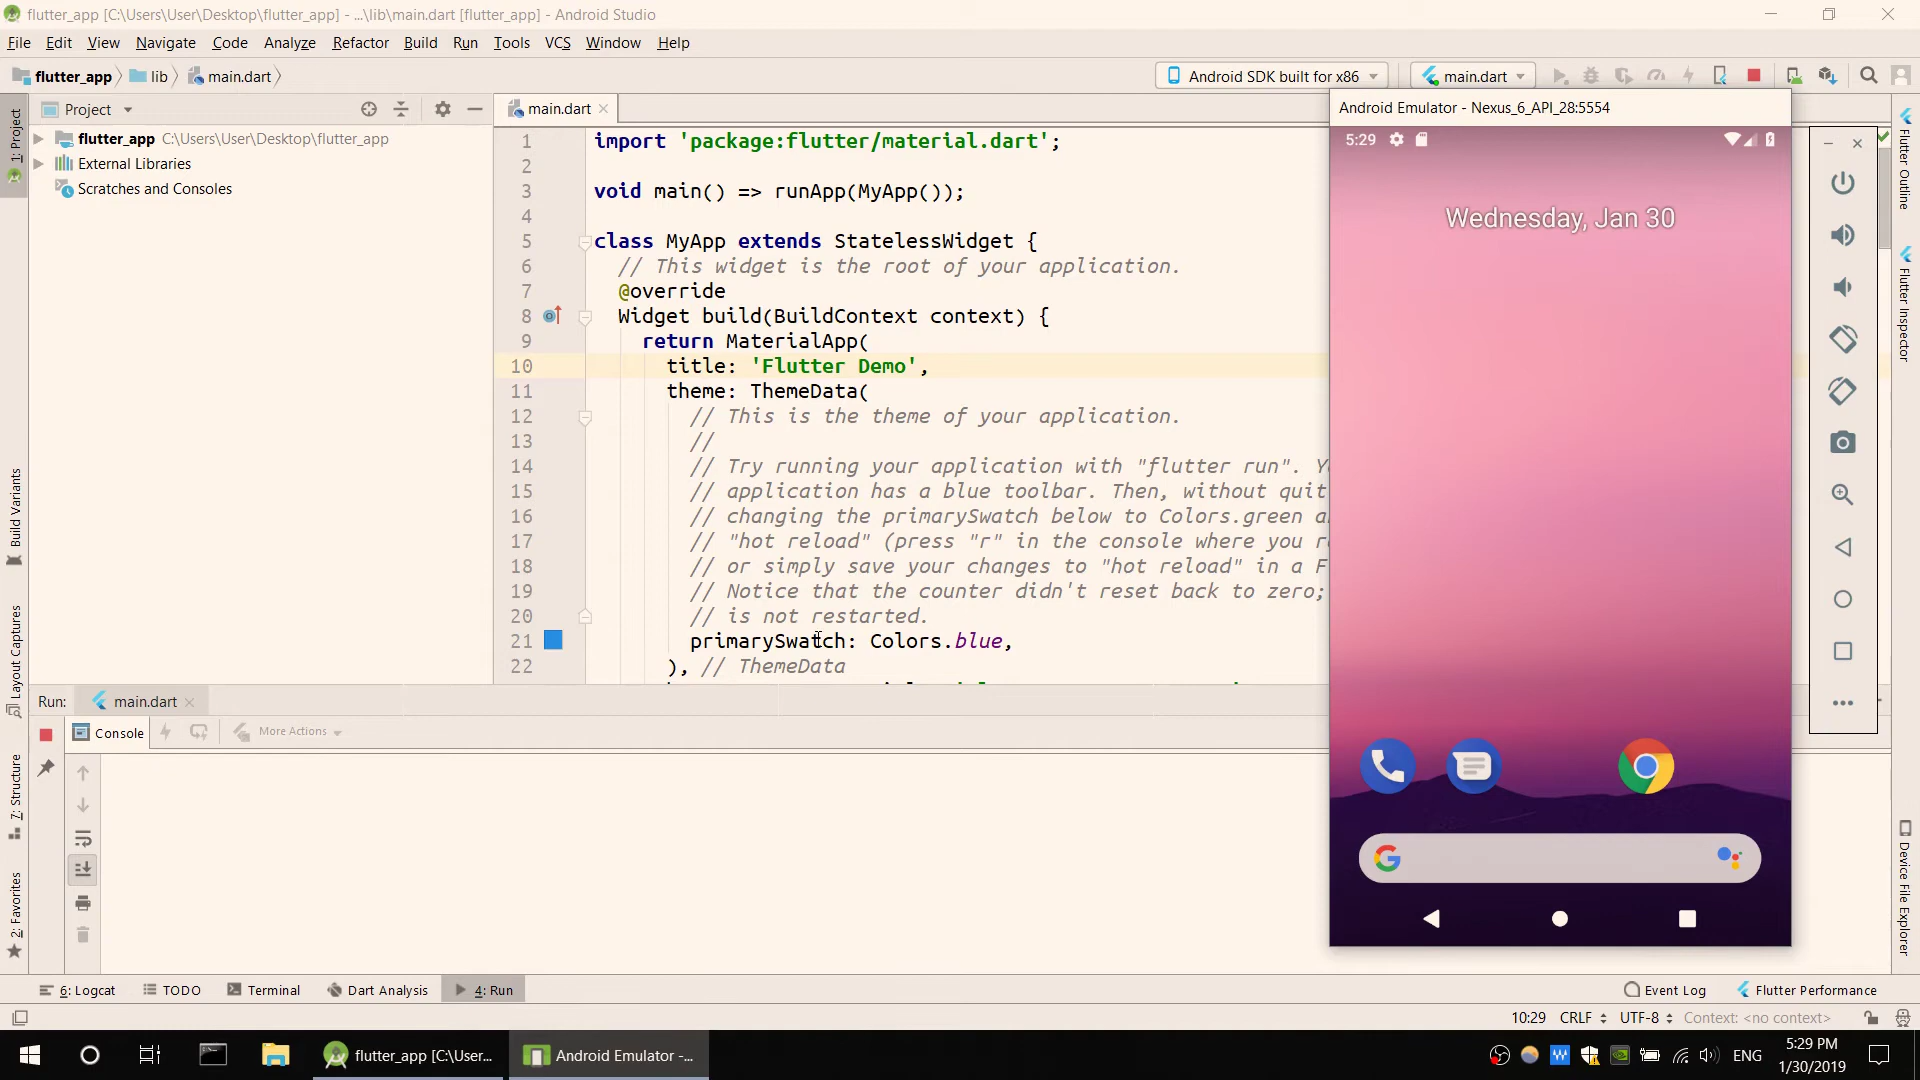 flutter_app [C:\Users\User\Desktop\flutter_app] - ...\lib\main.dart [flutter_app] - Android Studio
File Edit View Navigate Code Analyze Refactor Build Run Tools VCS Window Help
flutter_app lib main.dart
Android SDK built for x86
main.dart
1: Project
Project
flutter_app C:\Users\User\Desktop\flutter_app
External Libraries
Scratches and Consoles
Build Variants
Layout Captures
7: Structure
2: Favorites
main.dart
1 import 'package:flutter/material.dart';
2
3 void main() => runApp(MyApp());
4
5 class MyApp extends StatelessWidget {
6 // This widget is the root of your application.
7 @override
8 Widget build(BuildContext context) {
9 return MaterialApp(
10 title: 'Flutter Demo',
11 theme: ThemeData(
12 // This is the theme of your application.
13 //
14 // Try running your application with "flutter run".
15 // application has a blue toolbar. Then, without quit
16 // changing the primarySwatch below to Colors.green
17 // "hot reload" (press "r" in the console where you
18 // or simply save your changes to "hot reload" in a F
19 // Notice that the counter didn't reset back to zero;
20 // is not restarted.
21 primarySwatch: Colors.blue,
22 ), // ThemeData
Android Emulator - Nexus_6_API_28:5554
5:29
Wednesday, Jan 30
Flutter Outline
Flutter Inspector
Device File Explorer
Run: main.dart
Console More Actions
6: Logcat TODO Terminal Dart Analysis 4: Run Event Log Flutter Performance
10:29 CRLF UTF-8 Context: <no context>
flutter_app [C:\User... Android Emulator -... ENG
5:29 PM
1/30/2019